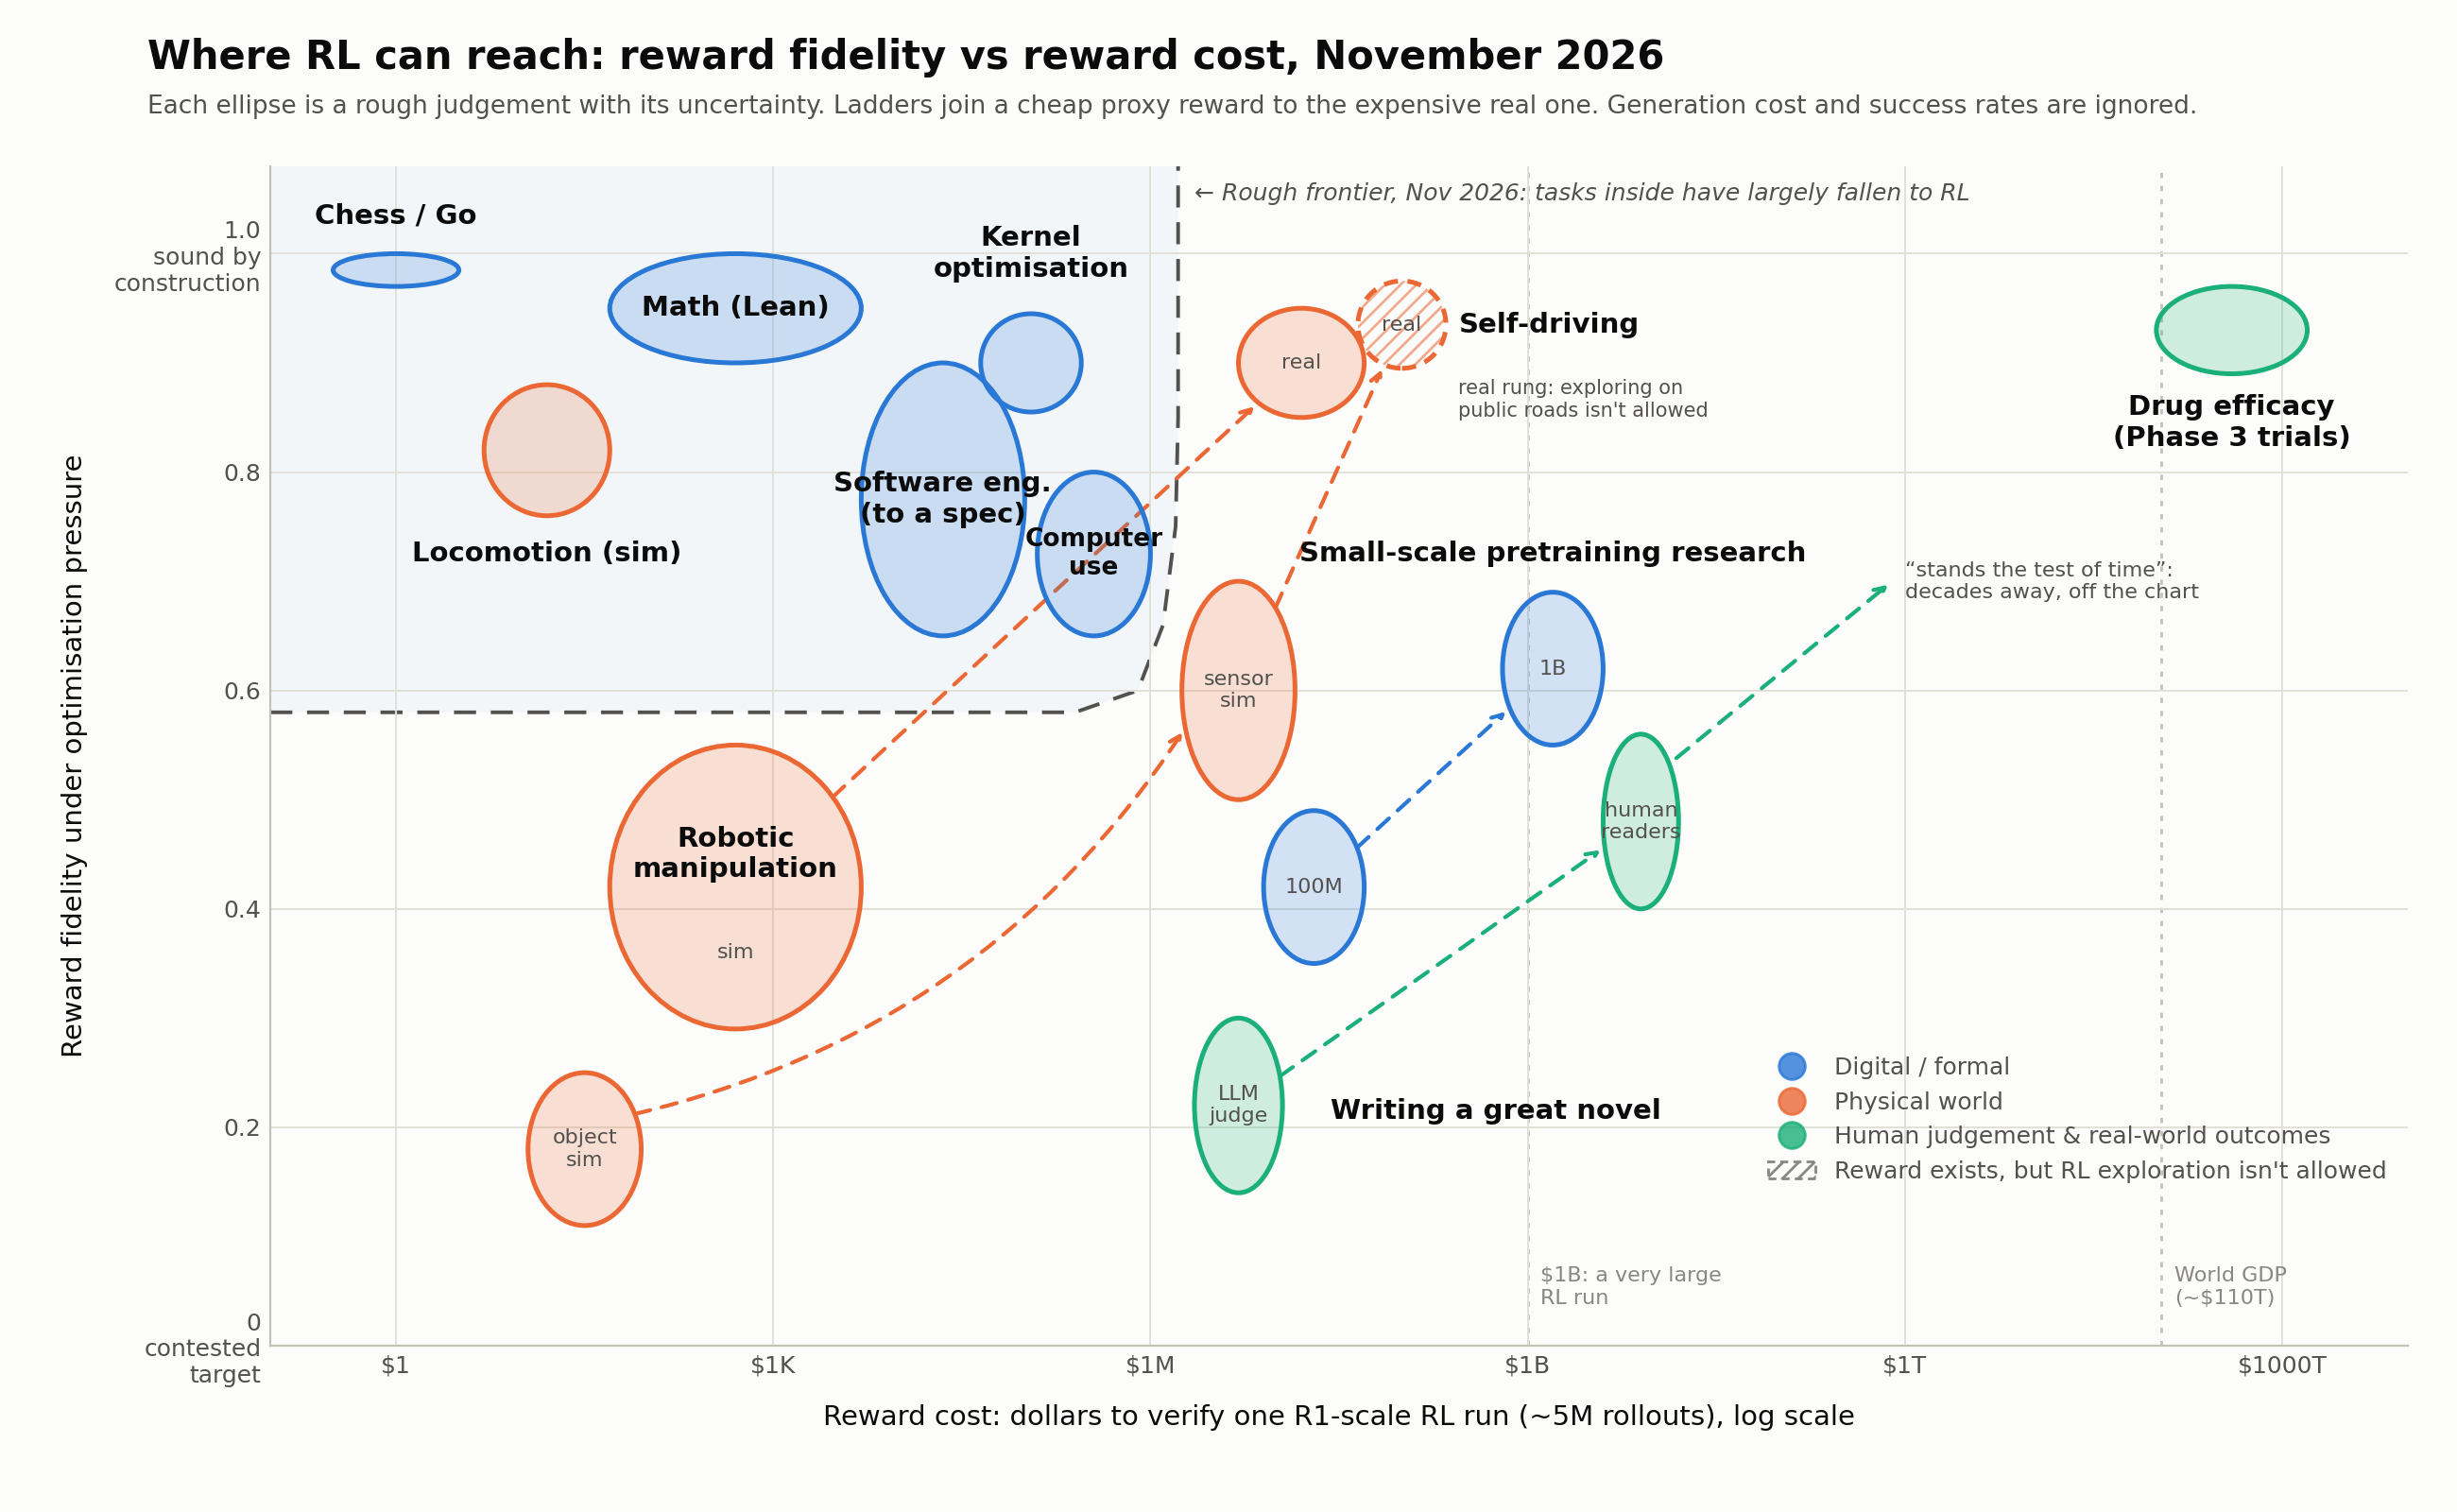 Where RL can reach: reward fidelity vs reward cost, November 2026
Each ellipse is a rough judgement with its uncertainty. Ladders join a cheap proxy reward to the expensive real one. Generation cost and success rates are ignored.
← Rough frontier, Nov 2026: tasks inside have largely fallen to RL
Chess / Go
1.0
sound by
construction
Kernel
optimisation
Math (Lean)
real
real
Self-driving
real rung: exploring on
public roads isn't allowed
Drug efficacy
(Phase 3 trials)
0.8
Software eng.
(to a spec)
Computer
use
Locomotion (sim)
Small-scale pretraining research
“stands the test of time”:
decades away, off the chart
1B
sensor
sim
0.6
Reward fidelity under optimisation pressure
Robotic
manipulation
sim
human
readers
100M
0.4
LLM
judge
Writing a great novel
0.2
object
sim
Digital / formal
Physical world
Human judgement & real-world outcomes
Reward exists, but RL exploration isn't allowed
$1B: a very large
RL run
World GDP
(~$110T)
0
contested
target
$1
$1K
$1M
$1B
$1T
$1000T
Reward cost: dollars to verify one R1-scale RL run (~5M rollouts), log scale